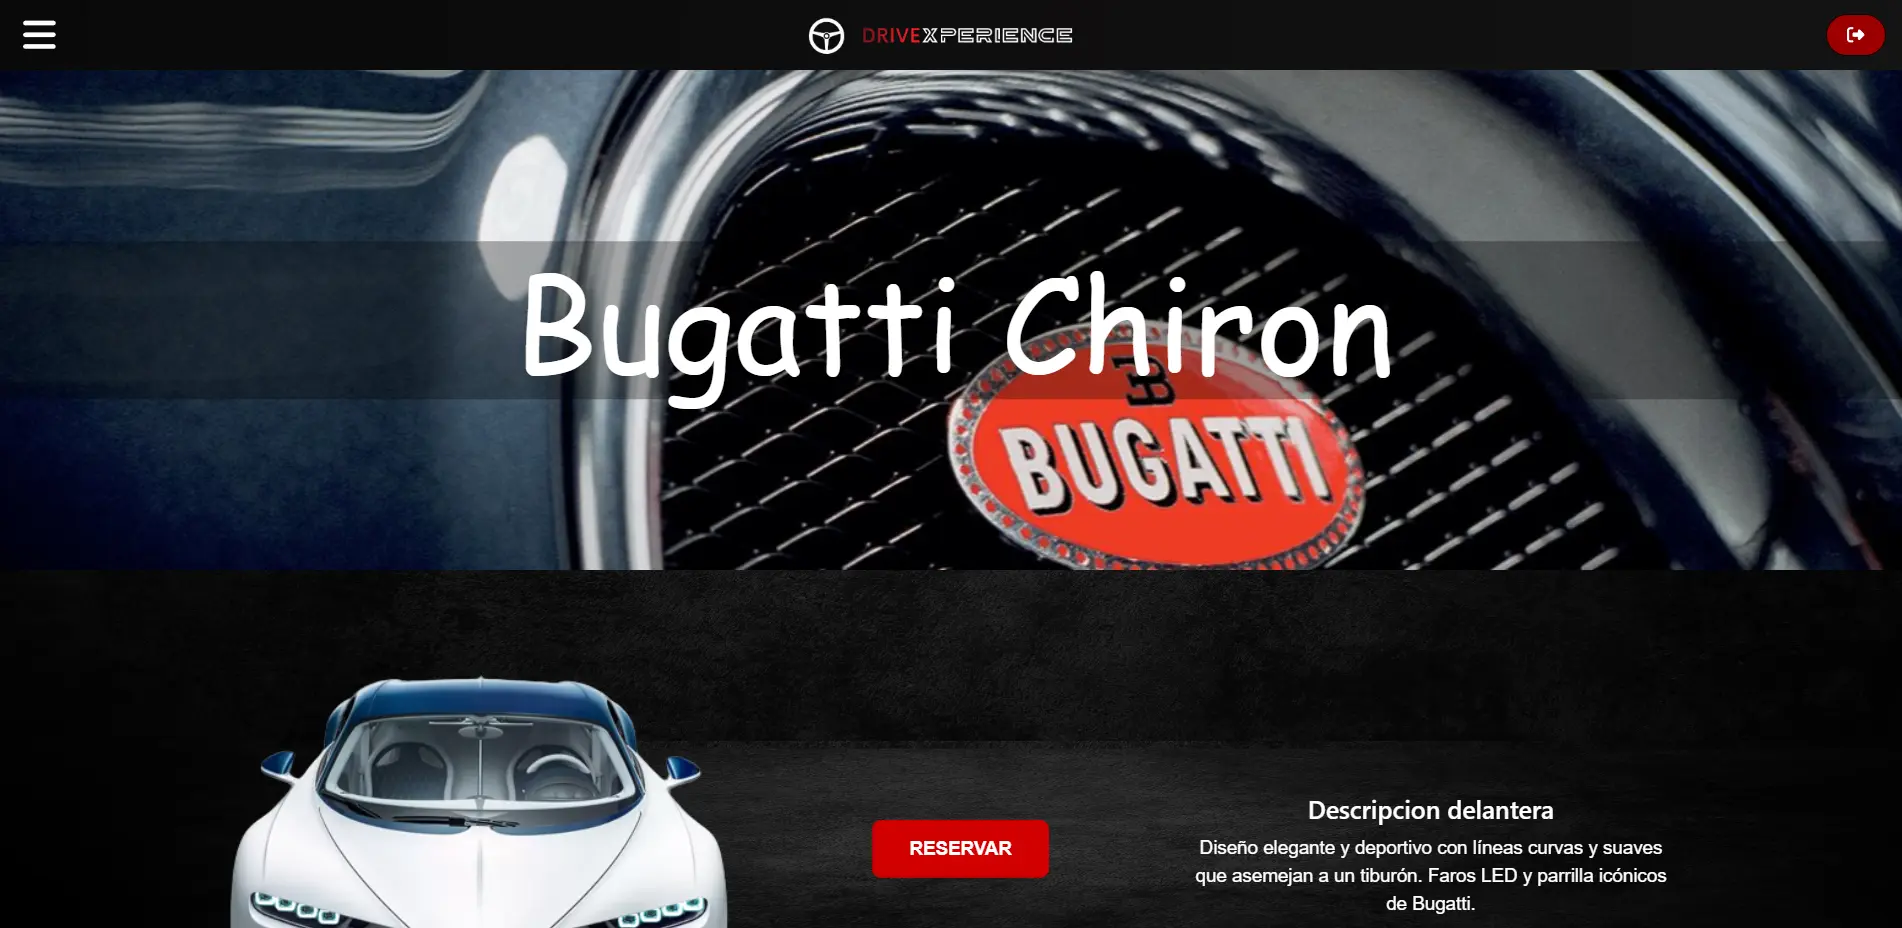 DRIVEXPERIENCE
Bugatti Chiron
BUGATTI
RESERVAR
Descripcion delantera
Diseño elegante y deportivo con líneas curvas y suaves
que asemejan a un tiburón. Faros LED y parrilla icónicos
de Bugatti.